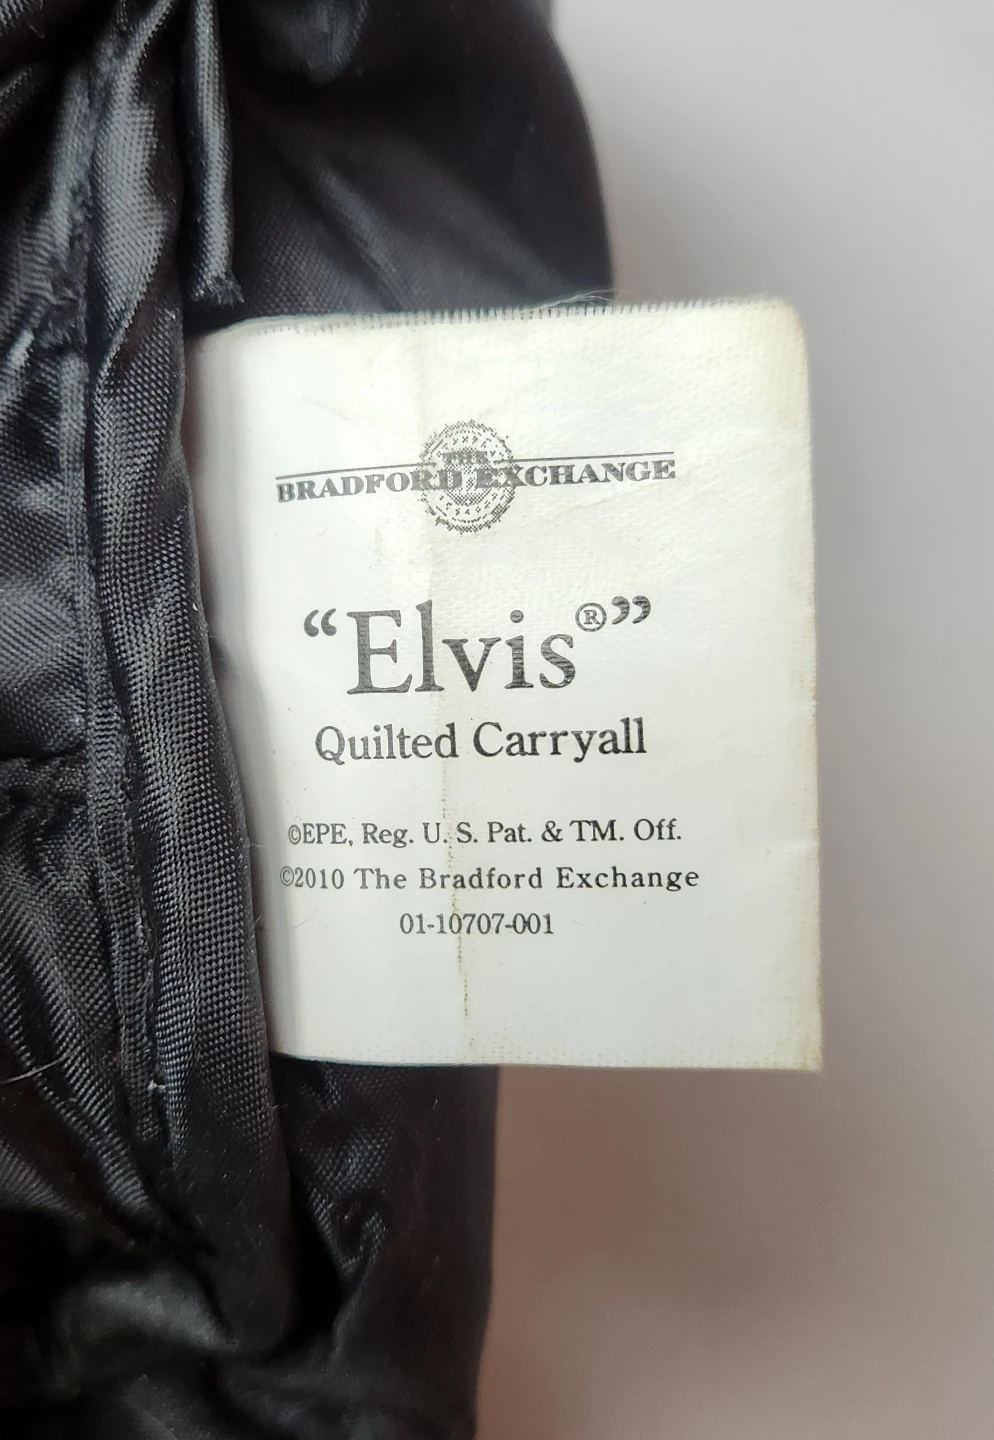 THE
BRADFORD EXCHANGE
“Elvis®”
Quilted Carryall
©EPE, Reg. U. S. Pat. & TM. Off.
©2010 The Bradford Exchange
01-10707-001